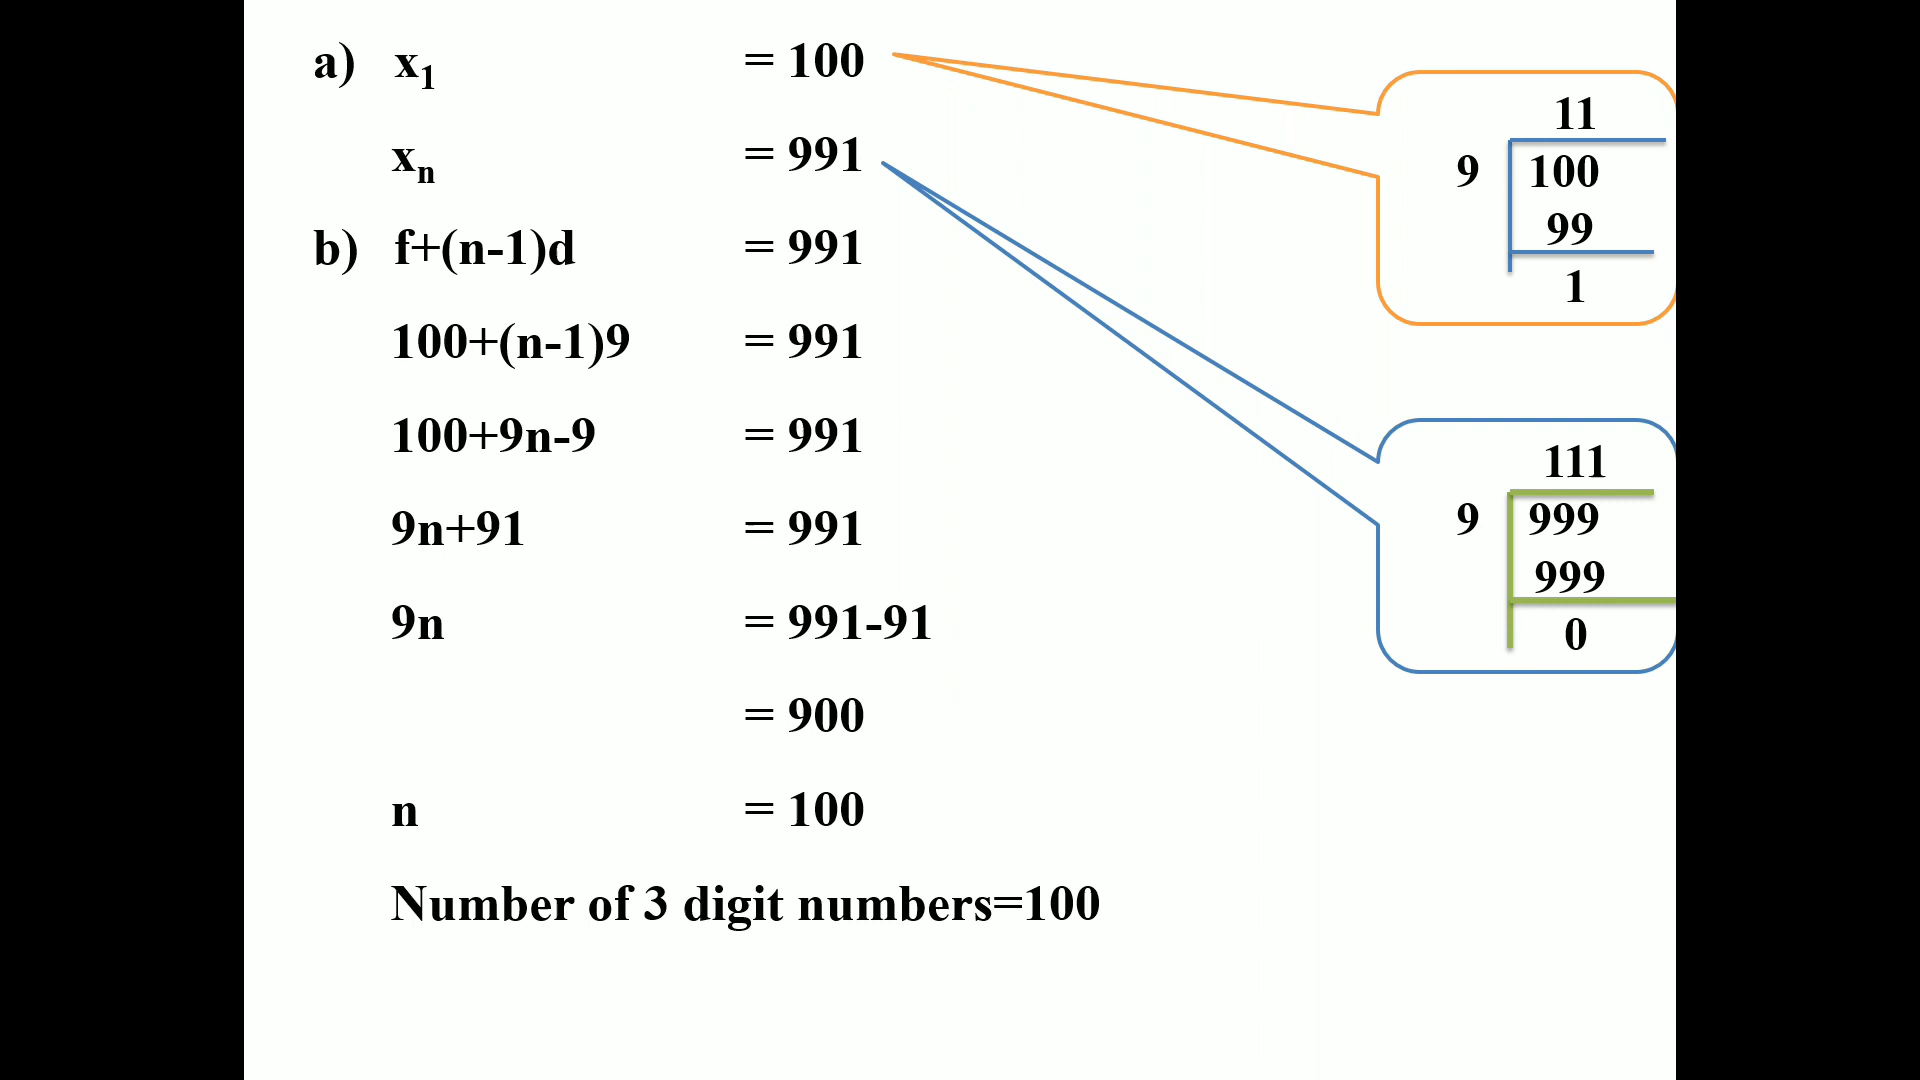 a) x₁ = 100
xₙ = 991
b) f+(n-1)d = 991
100+(n-1)9 = 991
100+9n-9 = 991
9n+91 = 991
9n = 991-91
= 900
n = 100
Number of 3 digit numbers=100
11
9 100
99
1
111
9 999
999
0